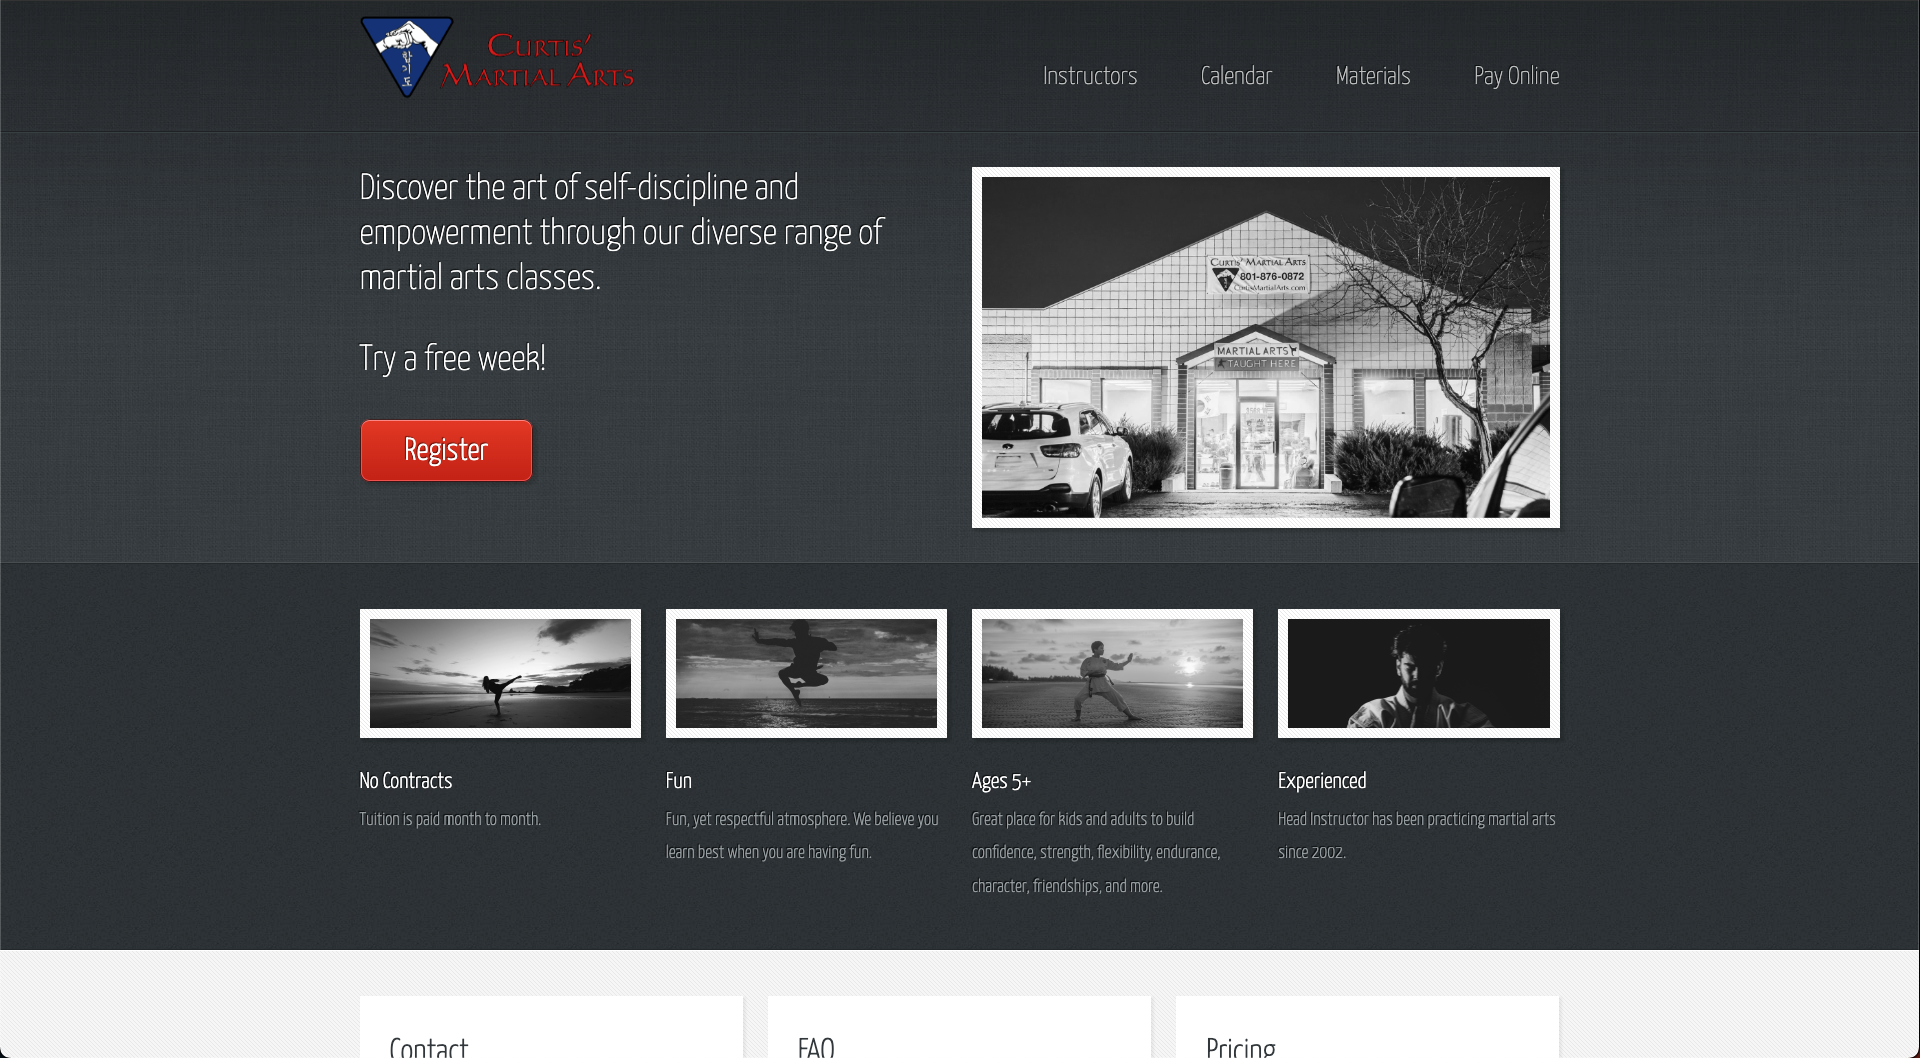 합
기
도
Curtis'
Martial Arts
Instructors
Calendar
Materials
Pay Online
Discover the art of self-discipline and
empowerment through our diverse range of
martial arts classes.
Try a free week!
Register
Curtis' Martial Arts
801-876-0872
CurtisMartialArts.com
MARTIAL ARTS
TAUGHT HERE
No Contracts
Tuition is paid month to month.
Fun
Fun, yet respectful atmosphere. We believe you
learn best when you are having fun.
Ages 5+
Great place for kids and adults to build
confidence, strength, flexibility, endurance,
character, friendships, and more.
Experienced
Head Instructor has been practicing martial arts
since 2002.
Contact
FAQ
Pricing